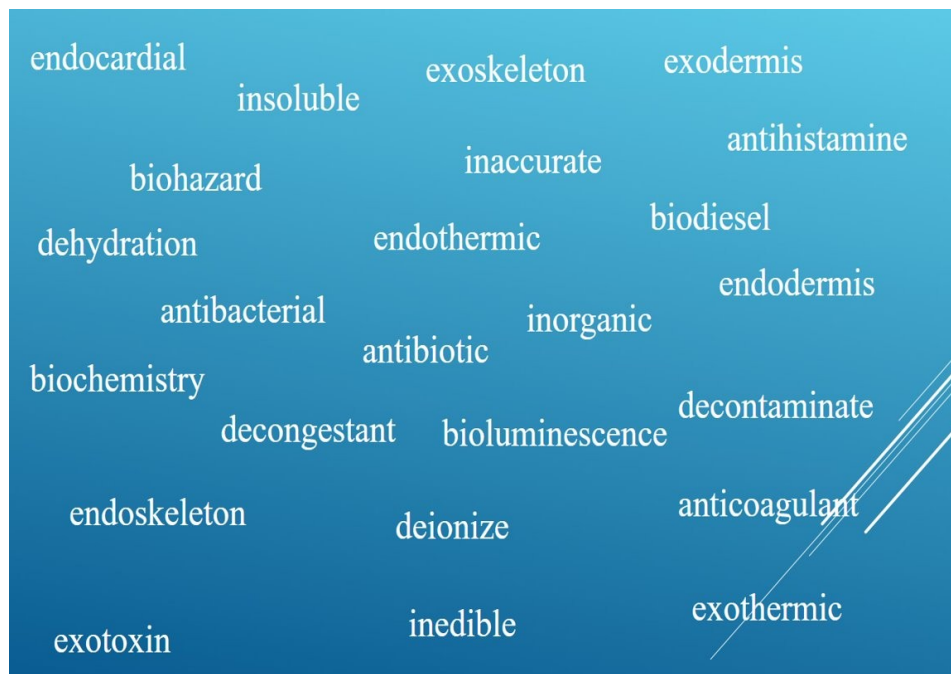 endocardial
exoskeleton
exodermis
insoluble
antihistamine
inaccurate
biohazard
biodiesel
dehydration
endothermic
endodermis
antibacterial
inorganic
antibiotic
biochemistry
decontaminate
decongestant
bioluminescence
anticoagulant
endoskeleton
deionize
exothermic
inedible
exotoxin